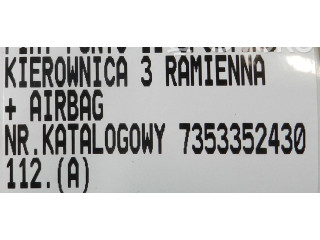 KIEROWNICA 3 RAMIENNA
+ AIRBAG
NR.KATALOGOWY 7353352430
112.(A)